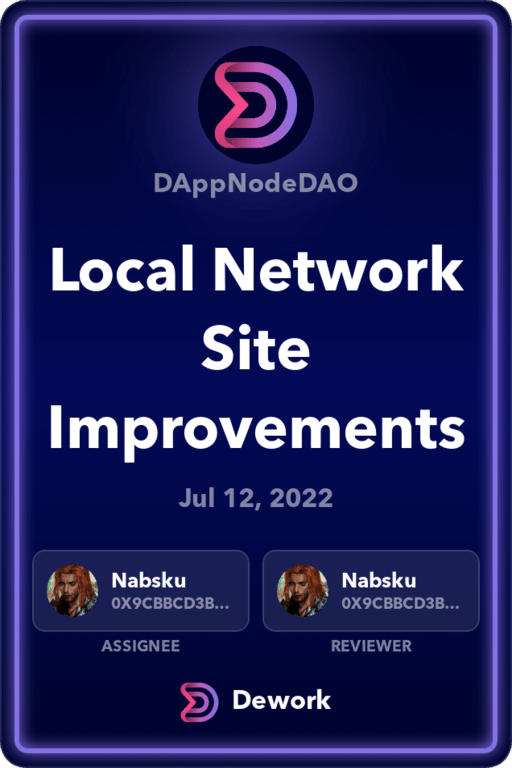 DAppNodeDAO
Local Network
Site
Improvements
Jul 12, 2022
Nabsku
0X9CBBCD3B...
ASSIGNEE
Nabsku
0X9CBBCD3B...
REVIEWER
Dework